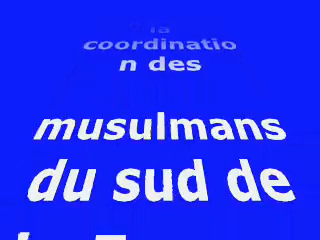 la
coordinatio
n des
musulmans
du sud de